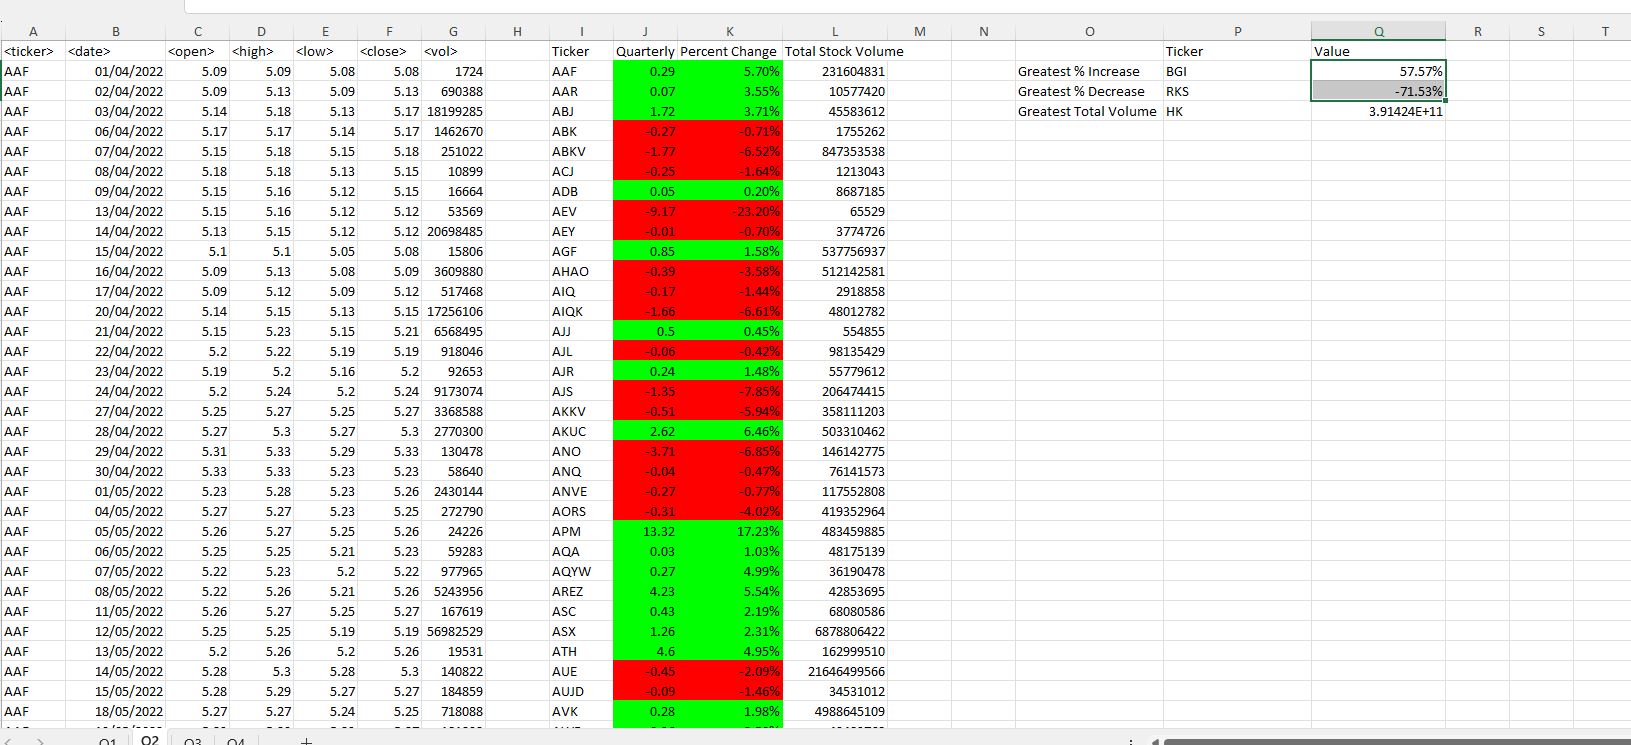 A B C D E F G H I J K L M N O P Q R S T
<ticker> <date> <open> <high> <low> <close> <vol> Ticker Quarterly Percent Change Total Stock Volume Ticker Value
AAF 01/04/2022 5.09 5.09 5.08 5.08 1724 AAF 0.29 5.70% 231604831 Greatest % Increase BGI 57.57%
AAF 02/04/2022 5.09 5.13 5.09 5.13 690388 AAR 0.07 3.55% 10577420 Greatest % Decrease RKS -71.53%
AAF 03/04/2022 5.14 5.18 5.13 5.17 18199285 ABJ 1.72 3.71% 45583612 Greatest Total Volume HK 3.91424E+11
AAF 06/04/2022 5.17 5.17 5.14 5.17 1462670 ABK -0.27 -0.71% 1755262
AAF 07/04/2022 5.15 5.18 5.15 5.18 251022 ABKV -1.77 -6.52% 847353538
AAF 08/04/2022 5.18 5.18 5.13 5.15 10899 ACJ -0.25 -1.64% 1213043
AAF 09/04/2022 5.15 5.16 5.12 5.15 16664 ADB 0.05 0.20% 8687185
AAF 13/04/2022 5.15 5.16 5.12 5.12 53569 AEV -9.17 -23.20% 65529
AAF 14/04/2022 5.13 5.15 5.12 5.12 20698485 AEY -0.01 -0.70% 3774726
AAF 15/04/2022 5.1 5.1 5.05 5.08 15806 AGF 0.85 1.58% 537756937
AAF 16/04/2022 5.09 5.13 5.08 5.09 3609880 AHAO -0.39 -3.58% 512142581
AAF 17/04/2022 5.09 5.12 5.09 5.12 517468 AIQ -0.17 -1.44% 2918858
AAF 20/04/2022 5.14 5.15 5.13 5.15 17256106 AIQK -1.66 -6.61% 48012782
AAF 21/04/2022 5.15 5.23 5.15 5.21 6568495 AJJ 0.5 0.45% 554855
AAF 22/04/2022 5.2 5.22 5.19 5.19 918046 AJL -0.06 -0.42% 98135429
AAF 23/04/2022 5.19 5.2 5.16 5.2 92653 AJR 0.24 1.48% 55779612
AAF 24/04/2022 5.2 5.24 5.2 5.24 9173074 AJS -1.35 -7.85% 206474415
AAF 27/04/2022 5.25 5.27 5.25 5.27 3368588 AKKV -0.51 -5.94% 358111203
AAF 28/04/2022 5.27 5.3 5.27 5.3 2770300 AKUC 2.62 6.46% 503310462
AAF 29/04/2022 5.31 5.33 5.29 5.33 130478 ANO -3.71 -6.85% 146142775
AAF 30/04/2022 5.33 5.33 5.23 5.23 58640 ANQ -0.04 -0.47% 76141573
AAF 01/05/2022 5.23 5.28 5.23 5.26 2430144 ANVE -0.27 -0.77% 117552808
AAF 04/05/2022 5.27 5.27 5.23 5.25 272790 AORS -0.31 -4.02% 419352964
AAF 05/05/2022 5.26 5.27 5.25 5.26 24226 APM 13.32 17.23% 483459885
AAF 06/05/2022 5.25 5.25 5.21 5.23 59283 AQA 0.03 1.03% 48175139
AAF 07/05/2022 5.22 5.23 5.2 5.22 977965 AQYW 0.27 4.99% 36190478
AAF 08/05/2022 5.22 5.26 5.21 5.26 5243956 AREZ 4.23 5.54% 42853695
AAF 11/05/2022 5.26 5.27 5.25 5.27 167619 ASC 0.43 2.19% 68080586
AAF 12/05/2022 5.25 5.25 5.19 5.19 56982529 ASX 1.26 2.31% 6878806422
AAF 13/05/2022 5.2 5.26 5.2 5.26 19531 ATH 4.6 4.95% 162999510
AAF 14/05/2022 5.28 5.3 5.28 5.3 140822 AUE -0.45 -2.09% 21646499566
AAF 15/05/2022 5.28 5.29 5.27 5.27 184859 AUJD -0.09 -1.46% 34531012
AAF 18/05/2022 5.27 5.27 5.24 5.25 718088 AVK 0.28 1.98% 4988645109
Q1 Q2 Q3 Q4